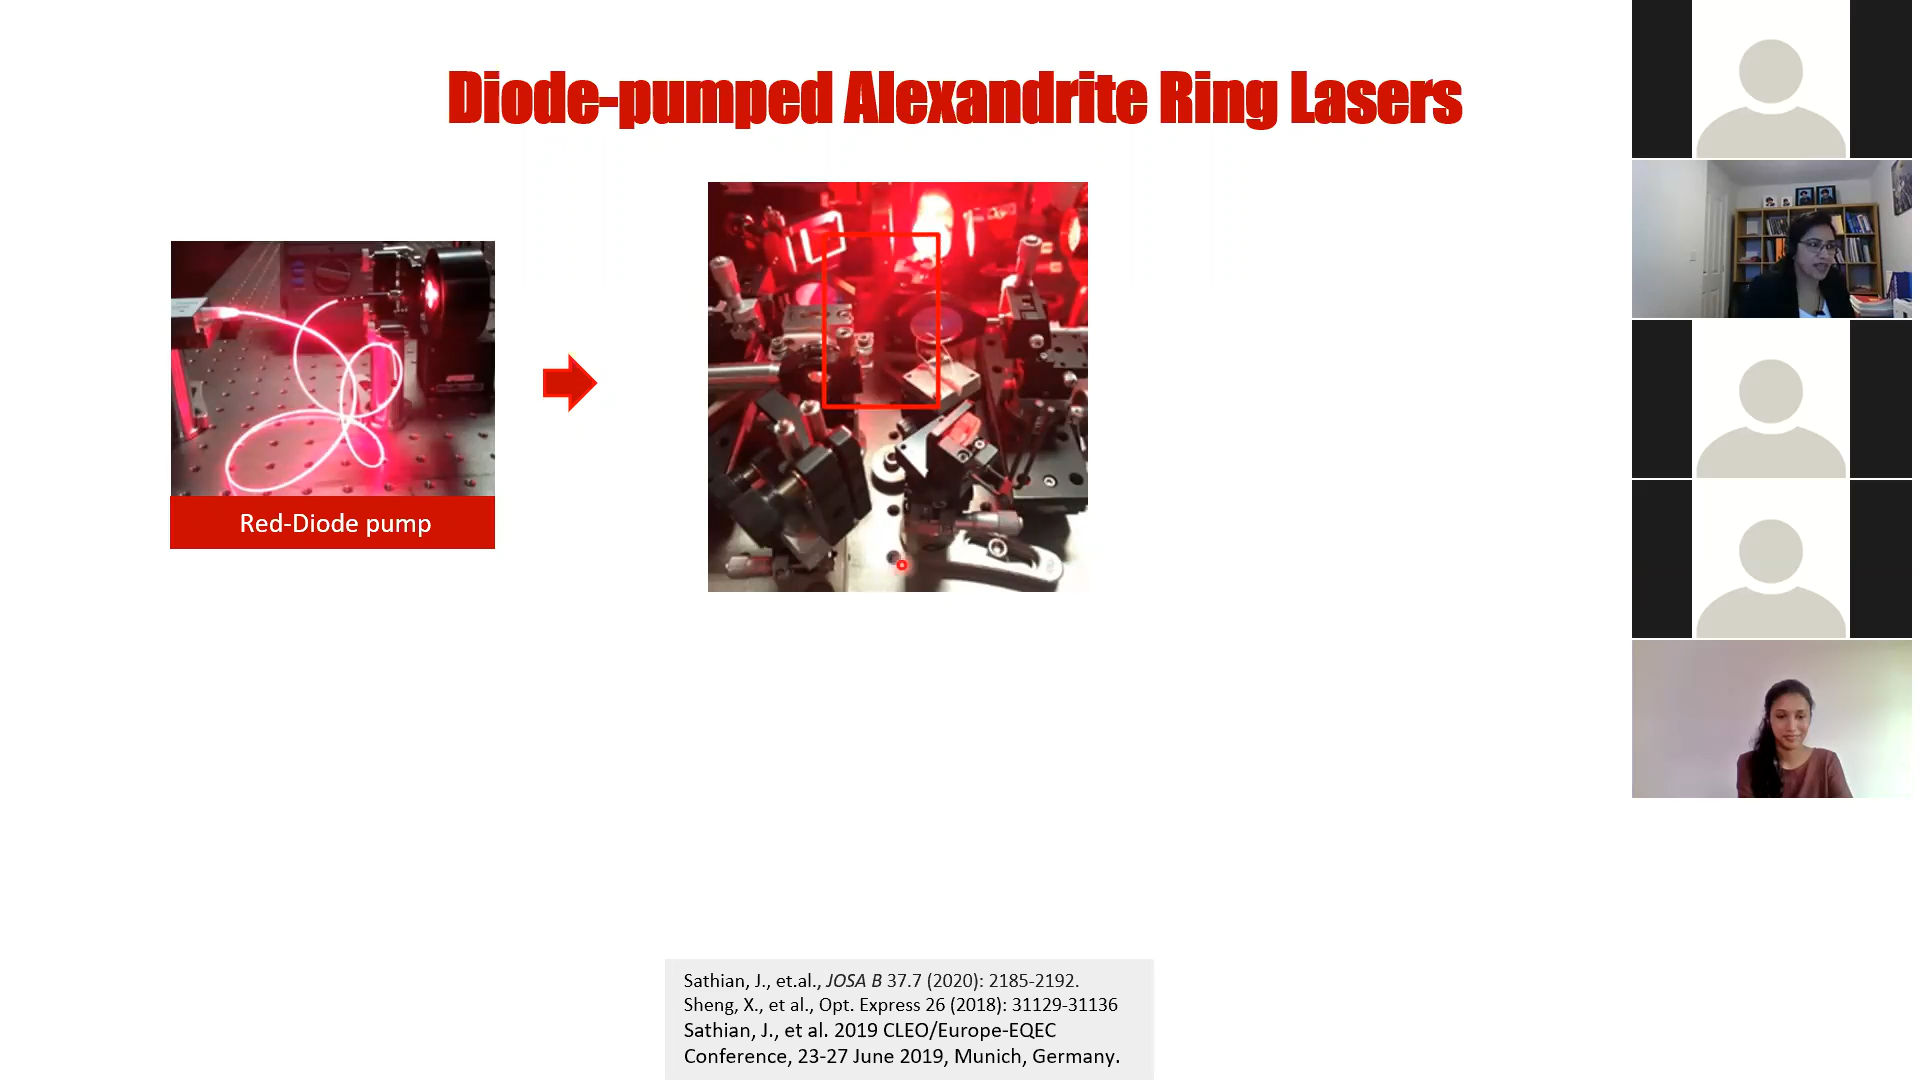 Diode-pumped Alexandrite Ring Lasers
Red-Diode pump
Sathian, J., et.al., JOSA B 37.7 (2020): 2185-2192.
Sheng, X., et al., Opt. Express 26 (2018): 31129-31136
Sathian, J., et al. 2019 CLEO/Europe-EQEC
Conference, 23-27 June 2019, Munich, Germany.